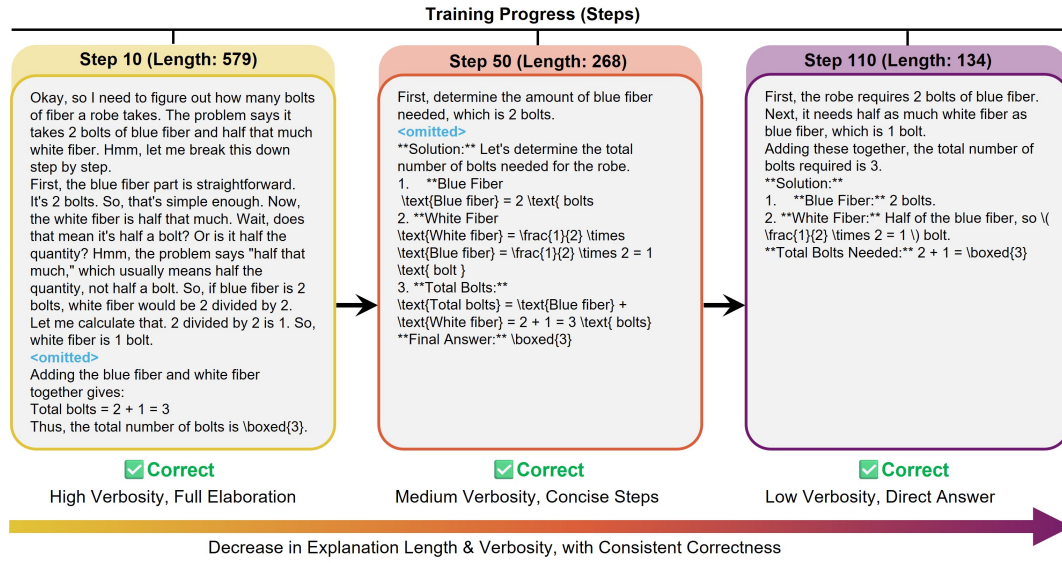 Training Progress (Steps)
Step 10 (Length: 579)
Okay, so I need to figure out how many bolts
of fiber a robe takes. The problem says it
takes 2 bolts of blue fiber and half that much
white fiber. Hmm, let me break this down
step by step.
First, the blue fiber part is straightforward.
It's 2 bolts. So, that's simple enough. Now,
the white fiber is half that much. Wait, does
that mean it's half a bolt? Or is it half the
quantity? Hmm, the problem says "half that
much," which usually means half the
quantity, not half a bolt. So, if blue fiber is 2
bolts, white fiber would be 2 divided by 2.
Let me calculate that. 2 divided by 2 is 1. So,
white fiber is 1 bolt.
<omitted>
Adding the blue fiber and white fiber
together gives:
Total bolts = 2 + 1 = 3
Thus, the total number of bolts is \boxed{3}.
Correct
High Verbosity, Full Elaboration
Step 50 (Length: 268)
First, determine the amount of blue fiber
needed, which is 2 bolts.
<omitted>
**Solution:** Let's determine the total
number of bolts needed for the robe.
1. **Blue Fiber
\text{Blue fiber} = 2 \text{ bolts
2. **White Fiber
\text{White fiber} = \frac{1}{2} \times
\text{Blue fiber} = \frac{1}{2} \times 2 = 1
\text{ bolt }
3. **Total Bolts:**
\text{Total bolts} = \text{Blue fiber} +
\text{White fiber} = 2 + 1 = 3 \text{ bolts}
**Final Answer:** \boxed{3}
Correct
Medium Verbosity, Concise Steps
Step 110 (Length: 134)
First, the robe requires 2 bolts of blue fiber.
Next, it needs half as much white fiber as
blue fiber, which is 1 bolt.
Adding these together, the total number of
bolts required is 3.
**Solution:**
1. **Blue Fiber:** 2 bolts.
2. **White Fiber:** Half of the blue fiber, so \(
\frac{1}{2} \times 2 = 1 \) bolt.
**Total Bolts Needed:** 2 + 1 = \boxed{3}
Correct
Low Verbosity, Direct Answer
Decrease in Explanation Length & Verbosity, with Consistent Correctness